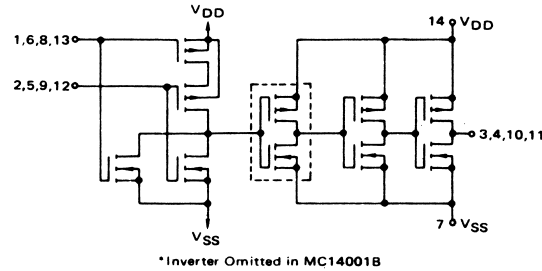 VDD
14 VDD
1,6,8,13
2,5,9,12
3,4,10,11
VSS
7 VSS
*Inverter Omitted in MC14001B